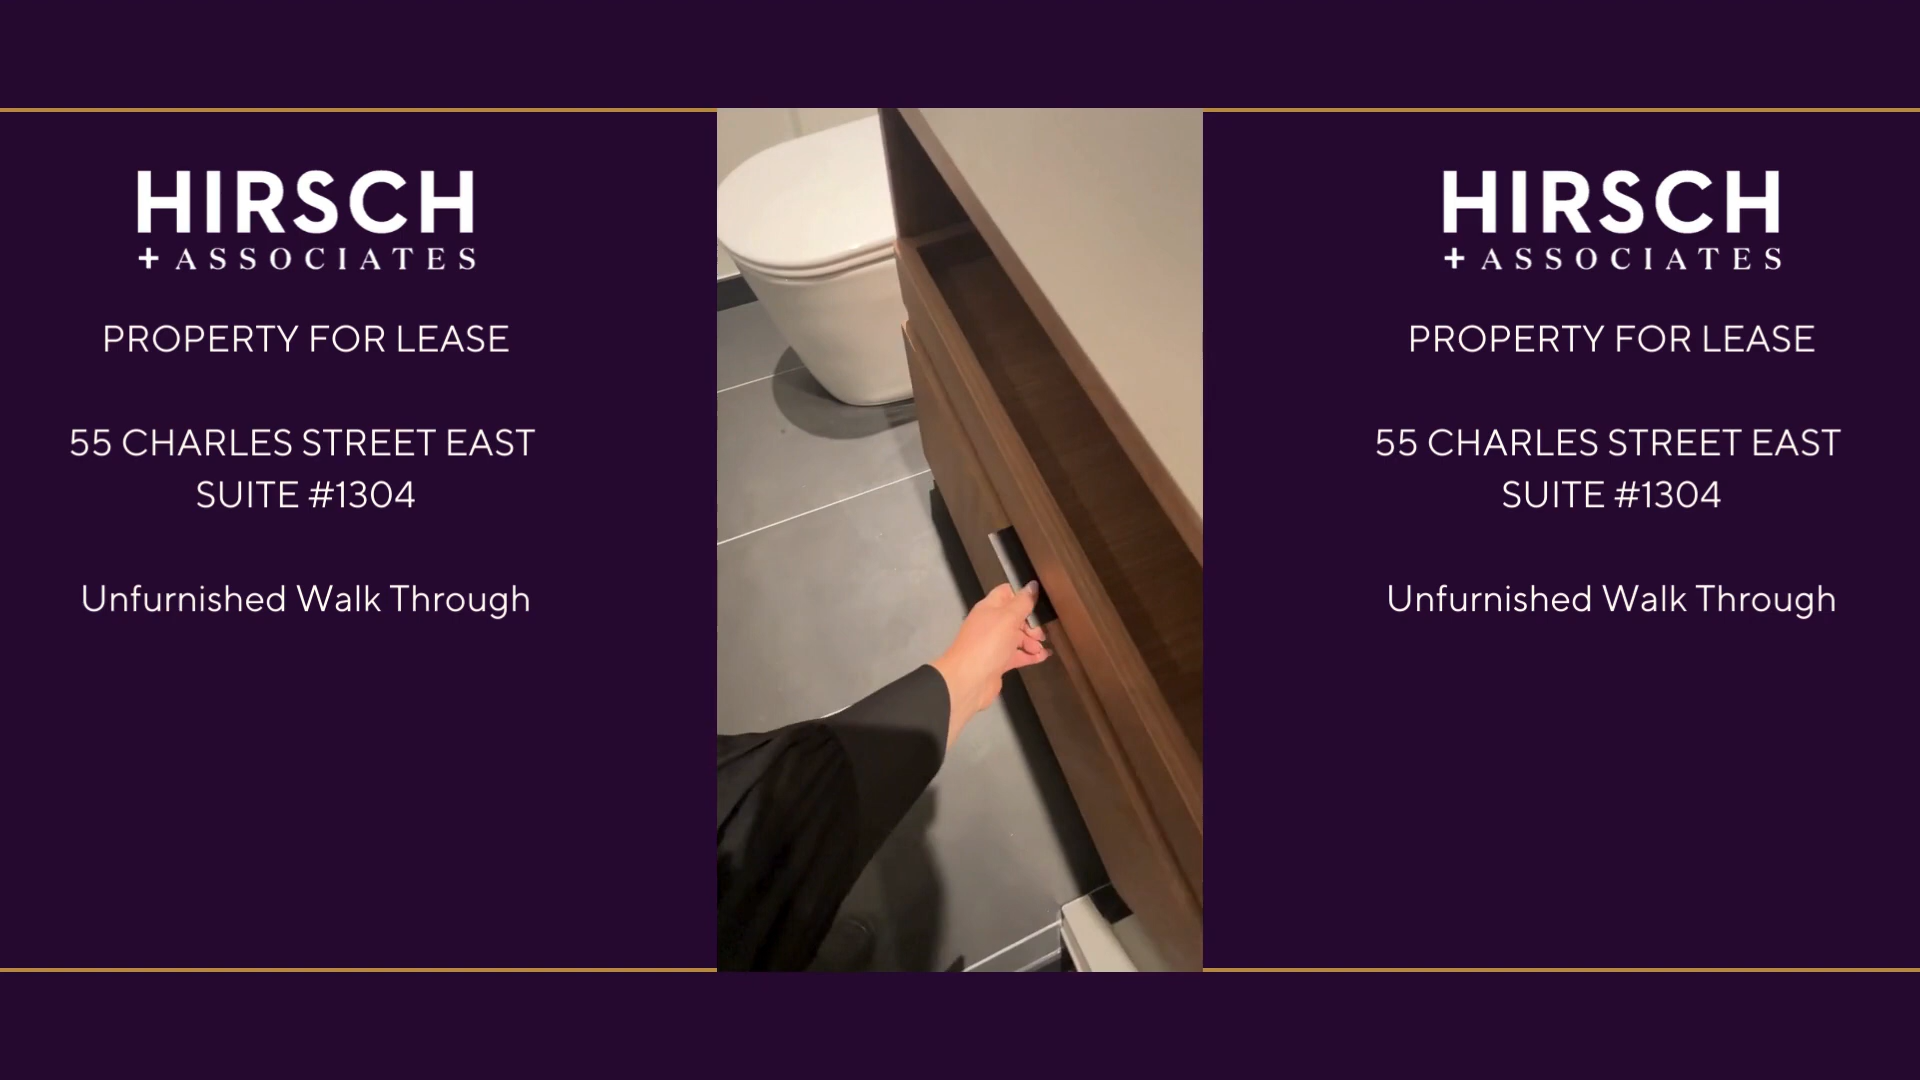 HIRSCH
+ ASSOCIATES
PROPERTY FOR LEASE
55 CHARLES STREET EAST
SUITE #1304
Unfurnished Walk Through
HIRSCH
+ ASSOCIATES
PROPERTY FOR LEASE
55 CHARLES STREET EAST
SUITE #1304
Unfurnished Walk Through